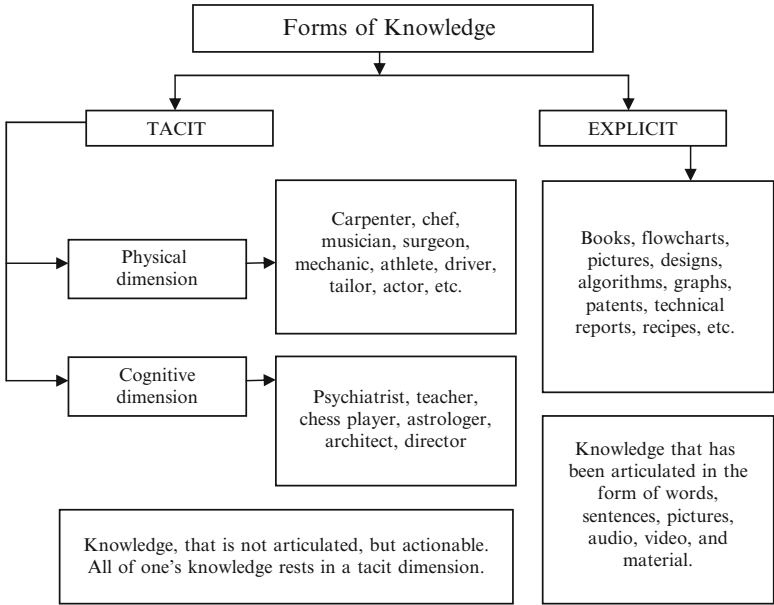 Forms of Knowledge
TACIT
EXPLICIT
Physical
dimension
Carpenter, chef,
musician, surgeon,
mechanic, athlete, driver,
tailor, actor, etc.
Books, flowcharts,
pictures, designs,
algorithms, graphs,
patents, technical
reports, recipes, etc.
Cognitive
dimension
Psychiatrist, teacher,
chess player, astrologer,
architect, director
Knowledge that has
been articulated in the
form of words,
sentences, pictures,
audio, video, and
material.
Knowledge, that is not articulated, but actionable.
All of one's knowledge rests in a tacit dimension.